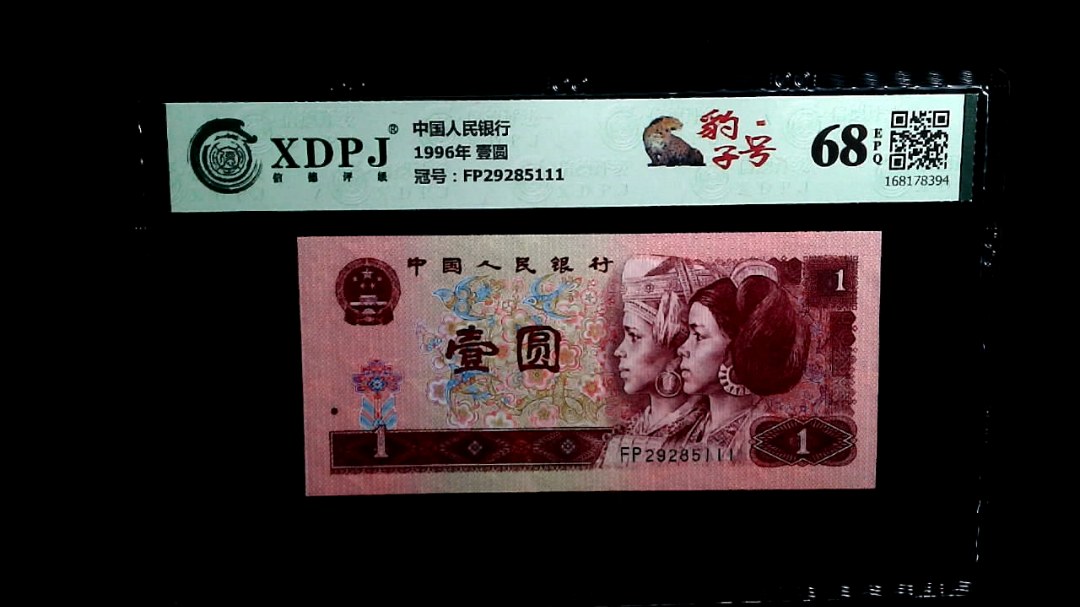 XDPJ®
信德评级
中国人民银行
1996年 壹圆
冠号：FP29285111
豹子号
68
EPQ
168178394
中国人民银行
壹圆
1
1
FP29285111
1